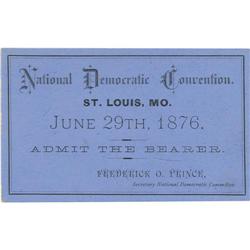 National Democratic Convention.
ST. LOUIS, MO.
JUNE 29TH, 1876.
ADMIT THE BEARER.
FREDERICK O. PRINCE,
Secretary National Democratic Committee